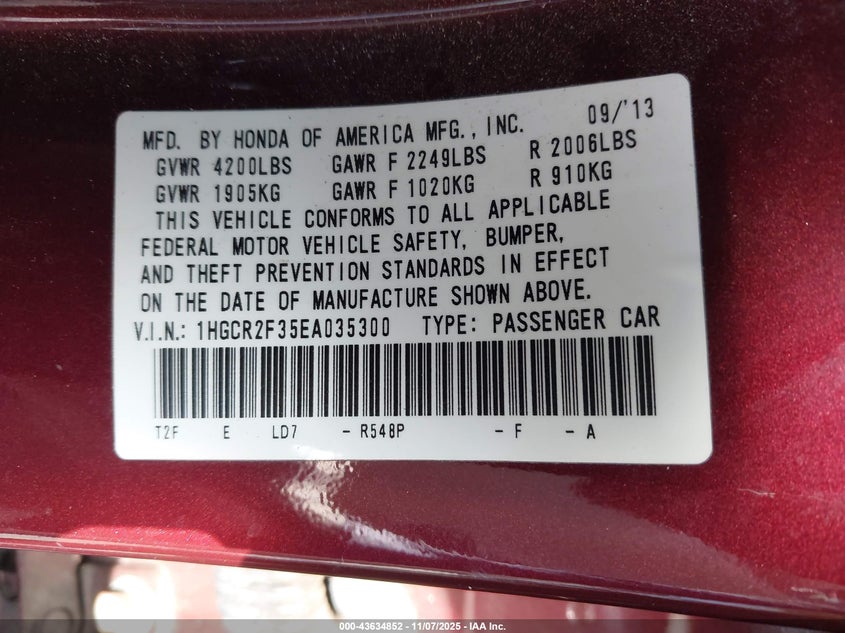 MFD. BY HONDA OF AMERICA MFG., INC. 09/'13
GVWR 4200LBS GAWR F 2249LBS R 2006LBS
GVWR 1905KG GAWR F 1020KG R 910KG
THIS VEHICLE CONFORMS TO ALL APPLICABLE
FEDERAL MOTOR VEHICLE SAFETY, BUMPER,
AND THEFT PREVENTION STANDARDS IN EFFECT
ON THE DATE OF MANUFACTURE SHOWN ABOVE.
V.I.N.: 1HGCR2F35EA035300 TYPE: PASSENGER CAR
T2F E LD7 - R548P - F - A
000-43634852 - 11/07/2025 - IAA Inc.